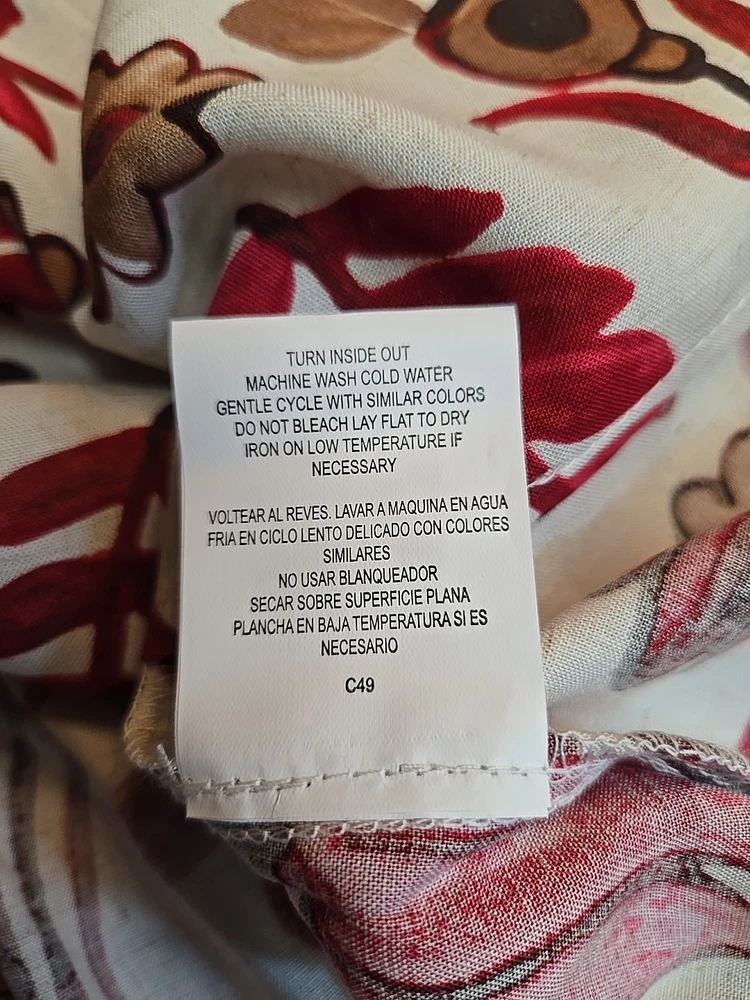 TURN INSIDE OUT
MACHINE WASH COLD WATER
GENTLE CYCLE WITH SIMILAR COLORS
DO NOT BLEACH LAY FLAT TO DRY
IRON ON LOW TEMPERATURE IF
NECESSARY
VOLTEAR AL REVES. LAVAR A MAQUINA EN AGUA
FRIA EN CICLO LENTO DELICADO CON COLORES
SIMILARES
NO USAR BLANQUEADOR
SECAR SOBRE SUPERFICIE PLANA
PLANCHA EN BAJA TEMPERATURA SI ES
NECESARIO
C49